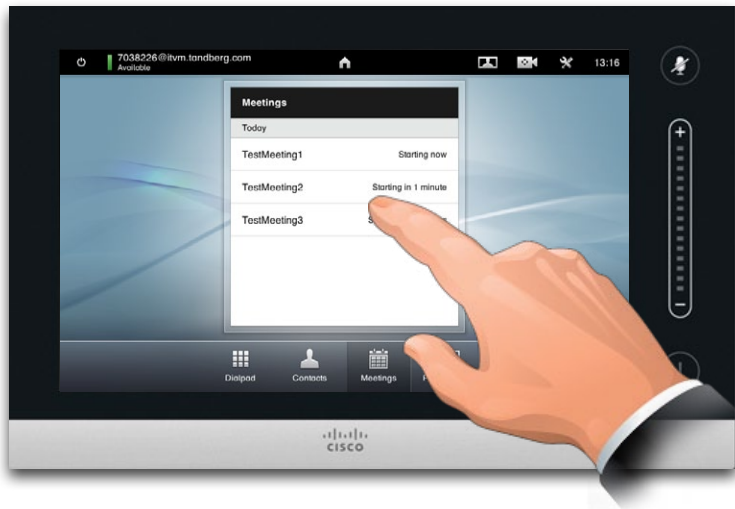 7038226@itvm.tandberg.com
Available
13:16
Meetings
Today
TestMeeting1 Starting now
TestMeeting2 Starting in 1 minute
TestMeeting3
+
−
Dialpad Contacts Meetings
CISCO